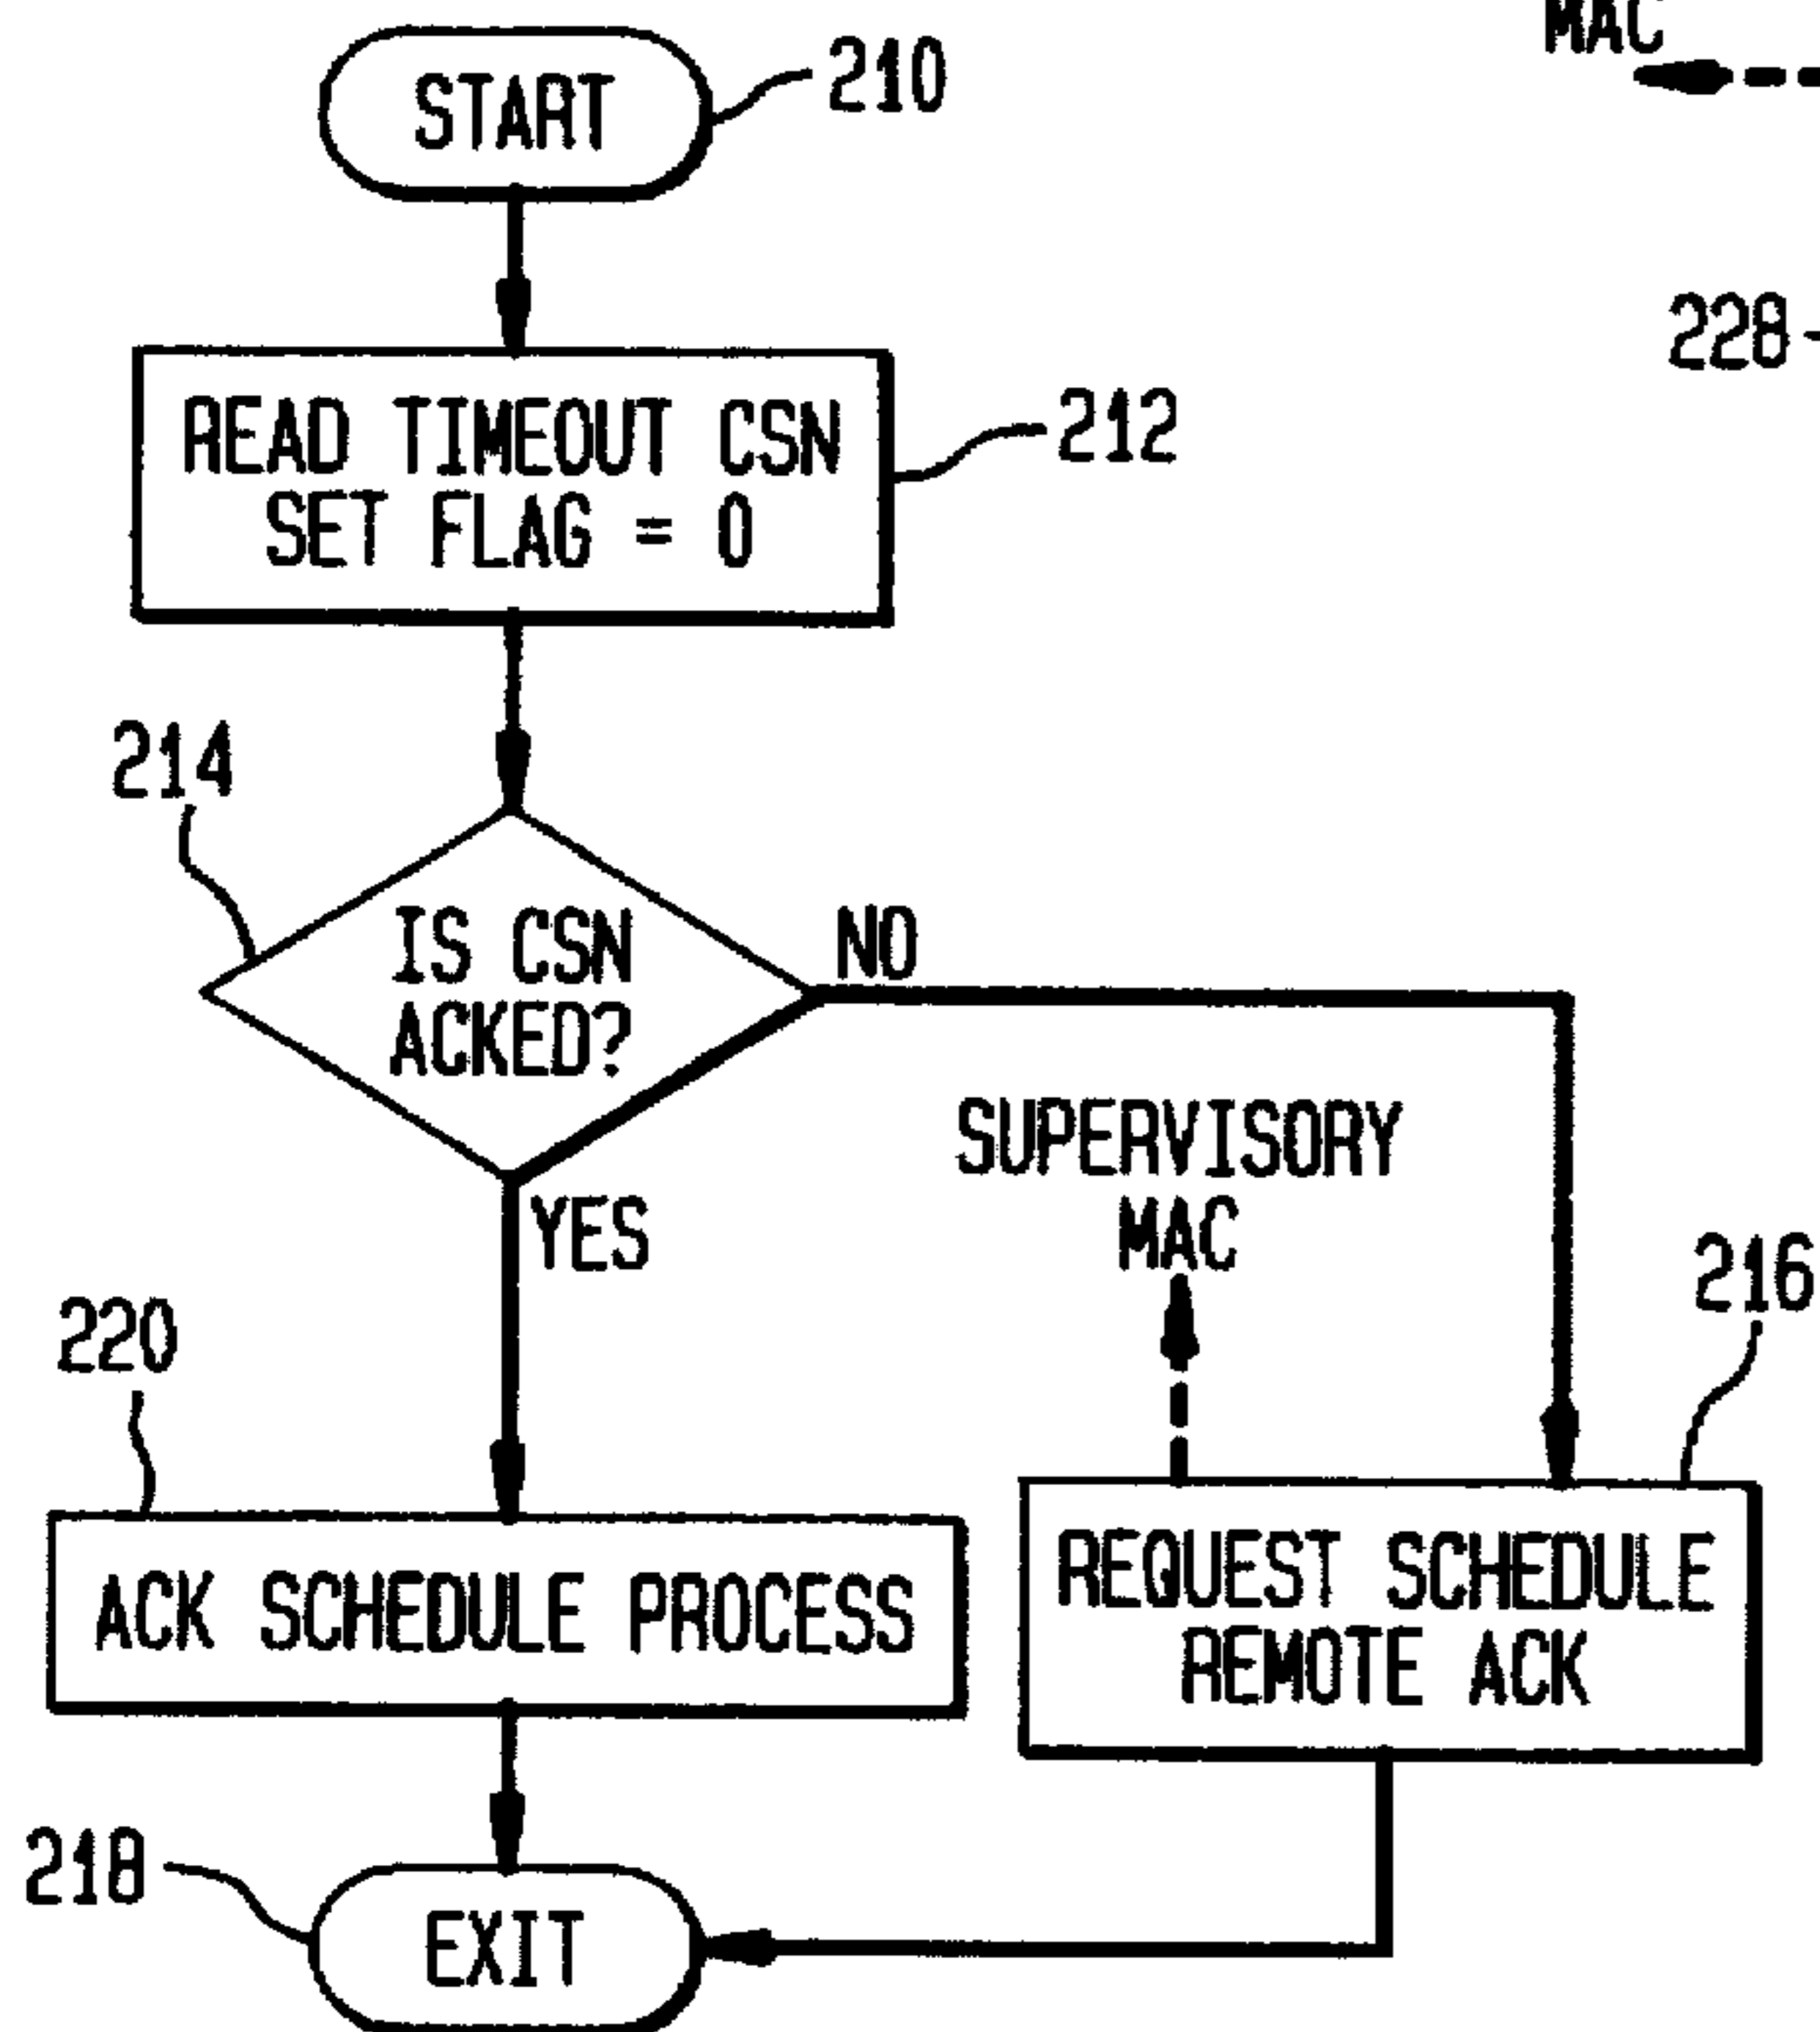 MAC
START
210
228
READ TIMEOUT CSN
SET FLAG = 0
212
214
IS CSN
ACKED?
NO
YES
SUPERVISORY
MAC
216
220
ACK SCHEDULE PROCESS
REQUEST SCHEDULE
REMOTE ACK
218
EXIT